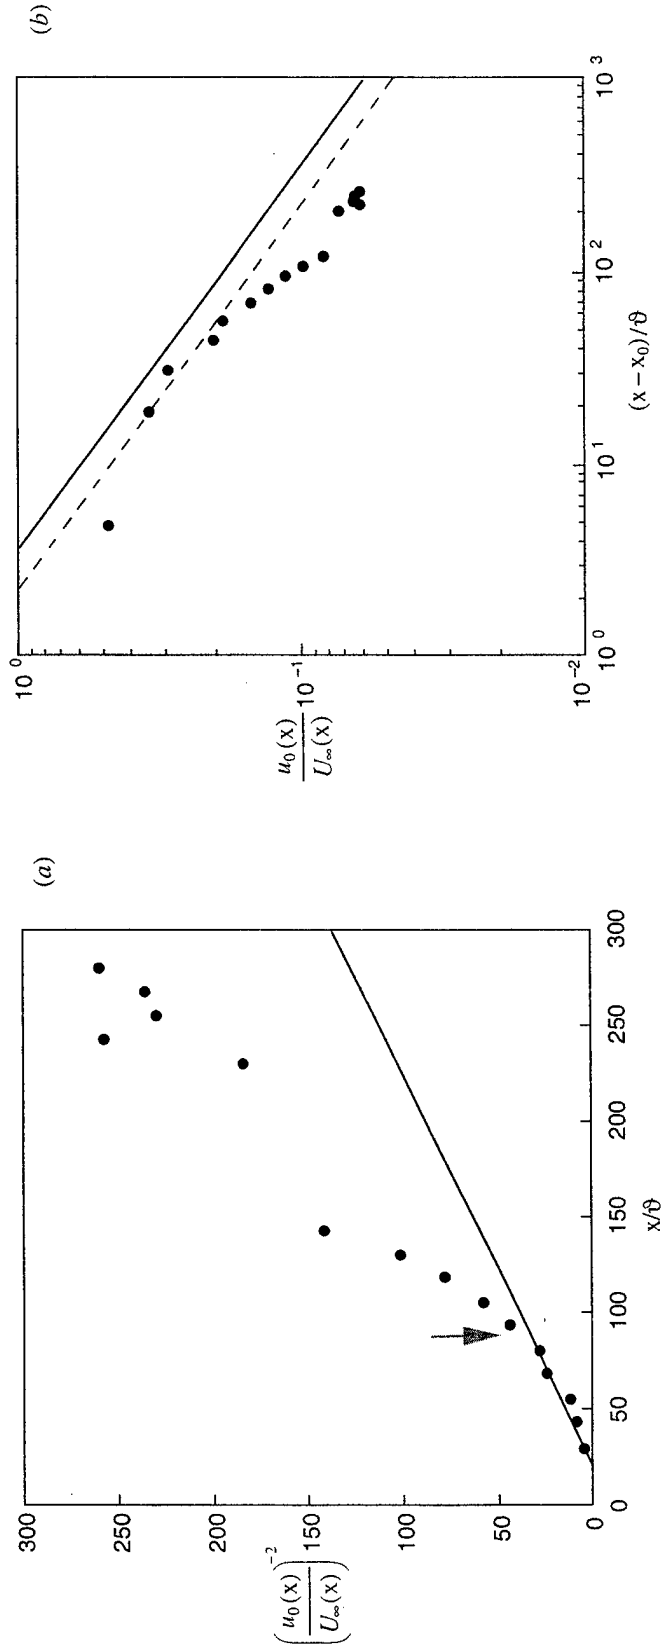 (a)
300
250
200
150
100
50
0
(u₀(x)/U∞(x))⁻²
0 50 100 150 200 250 300
x/ϑ
(b)
10⁰
10⁻¹
10⁻²
u₀(x)/U∞(x)
10⁰ 10¹ 10² 10³
(x − x₀)/ϑ